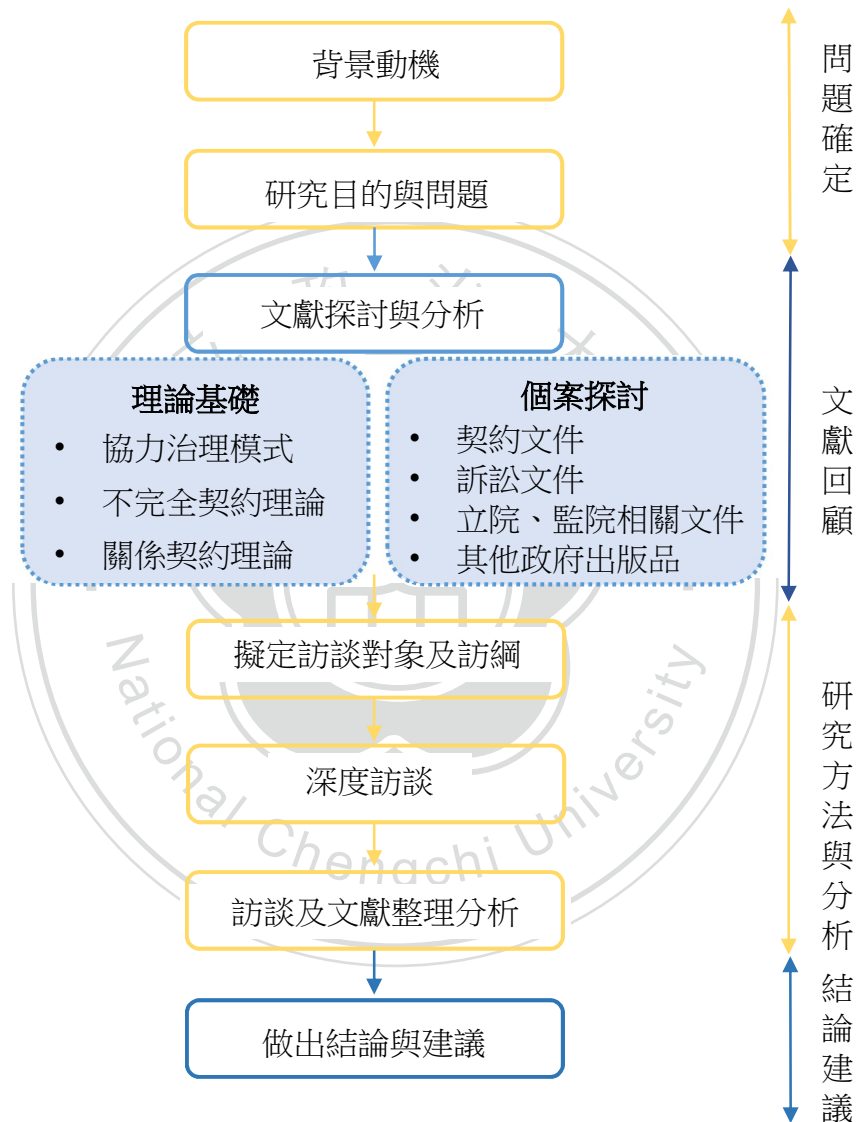 背景動機
研究目的與問題
問題確定
文獻探討與分析
理論基礎
• 協力治理模式
• 不完全契約理論
• 關係契約理論
個案探討
• 契約文件
• 訴訟文件
• 立院、監院相關文件
• 其他政府出版品
文獻回顧
擬定訪談對象及訪綱
深度訪談
訪談及文獻整理分析
研究方法與分析
做出結論與建議
結論建議
National Chengchi University